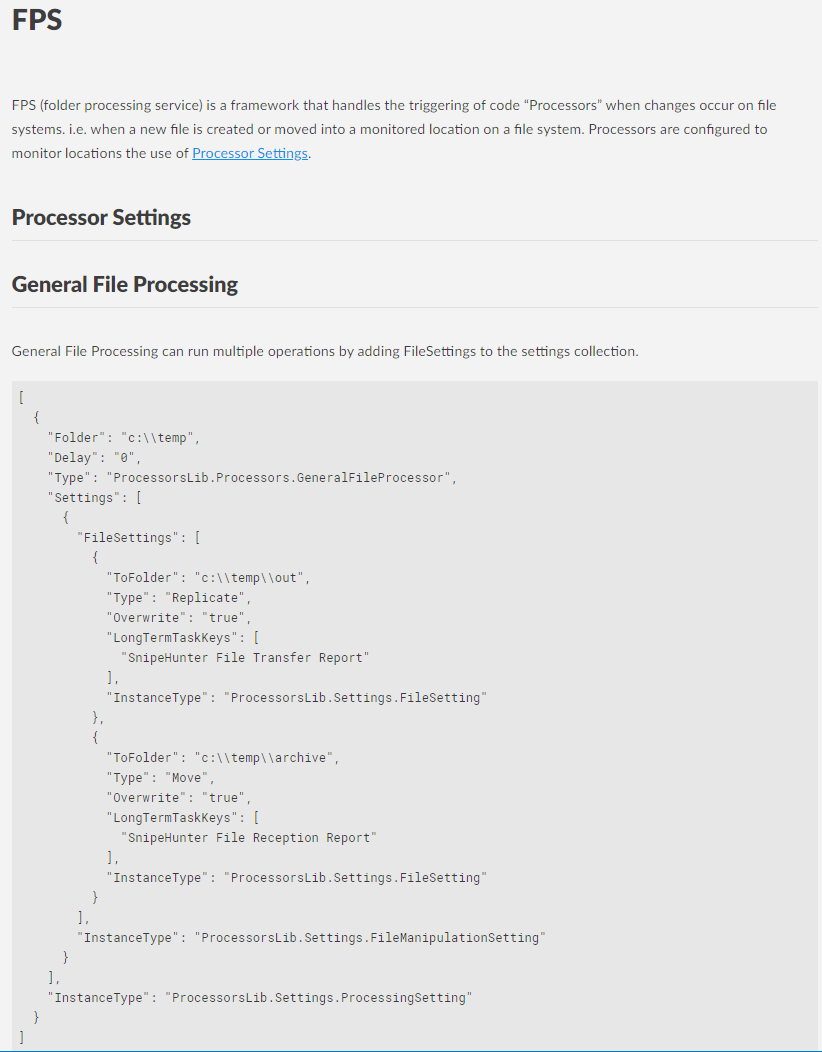 FPS
FPS (folder processing service) is a framework that handles the triggering of code “Processors” when changes occur on file
systems. i.e. when a new file is created or moved into a monitored location on a file system. Processors are configured to
monitor locations the use of Processor Settings.
Processor Settings
General File Processing
General File Processing can run multiple operations by adding FileSettings to the settings collection.
[
  {
    "Folder": "c:\\temp",
    "Delay": "0",
    "Type": "ProcessorsLib.Processors.GeneralFileProcessor",
    "Settings": [
      {
        "FileSettings": [
          {
            "ToFolder": "c:\\temp\\out",
            "Type": "Replicate",
            "Overwrite": "true",
            "LongTermTaskKeys": [
              "SnipeHunter File Transfer Report"
            ],
            "InstanceType": "ProcessorsLib.Settings.FileSetting"
          },
          {
            "ToFolder": "c:\\temp\\archive",
            "Type": "Move",
            "Overwrite": "true",
            "LongTermTaskKeys": [
              "SnipeHunter File Reception Report"
            ],
            "InstanceType": "ProcessorsLib.Settings.FileSetting"
          }
        ],
        "InstanceType": "ProcessorsLib.Settings.FileManipulationSetting"
      }
    ],
    "InstanceType": "ProcessorsLib.Settings.ProcessingSetting"
  }
]